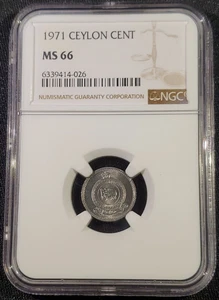 1971 CEYLON CENT
MS 66
6339414-026
NUMISMATIC GUARANTY CORPORATION
NGC